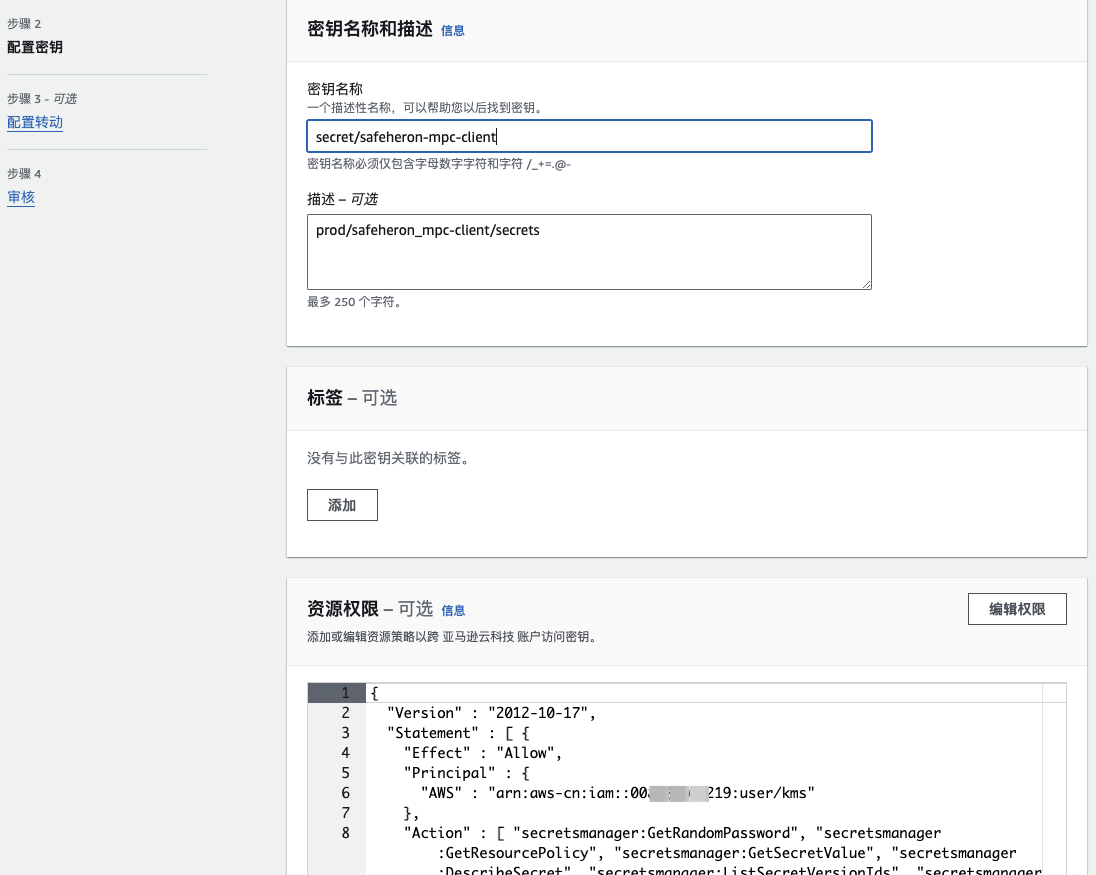 步骤 2
配置密钥
步骤 3 - 可选
配置转动
步骤 4
审核
密钥名称和描述 信息
密钥名称
一个描述性名称，可以帮助您以后找到密钥。
secret/safeheron-mpc-client
密钥名称必须仅包含字母数字字符和字符 /_+=.@-
描述 – 可选
prod/safeheron_mpc-client/secrets
最多 250 个字符。
标签 – 可选
没有与此密钥关联的标签。
添加
资源权限 – 可选 信息
编辑权限
添加或编辑资源策略以跨 亚马逊云科技 账户访问密钥。
1 {
2 "Version" : "2012-10-17",
3 "Statement" : [ {
4 "Effect" : "Allow",
5 "Principal" : {
6 "AWS" : "arn:aws-cn:iam::00 219:user/kms"
7 },
8 "Action" : [ "secretsmanager:GetRandomPassword", "secretsmanager
:GetResourcePolicy", "secretsmanager:GetSecretValue", "secretsmanager
:DescribeSecret", "secretsmanager:ListSecretVersionIds", "secretsmanager